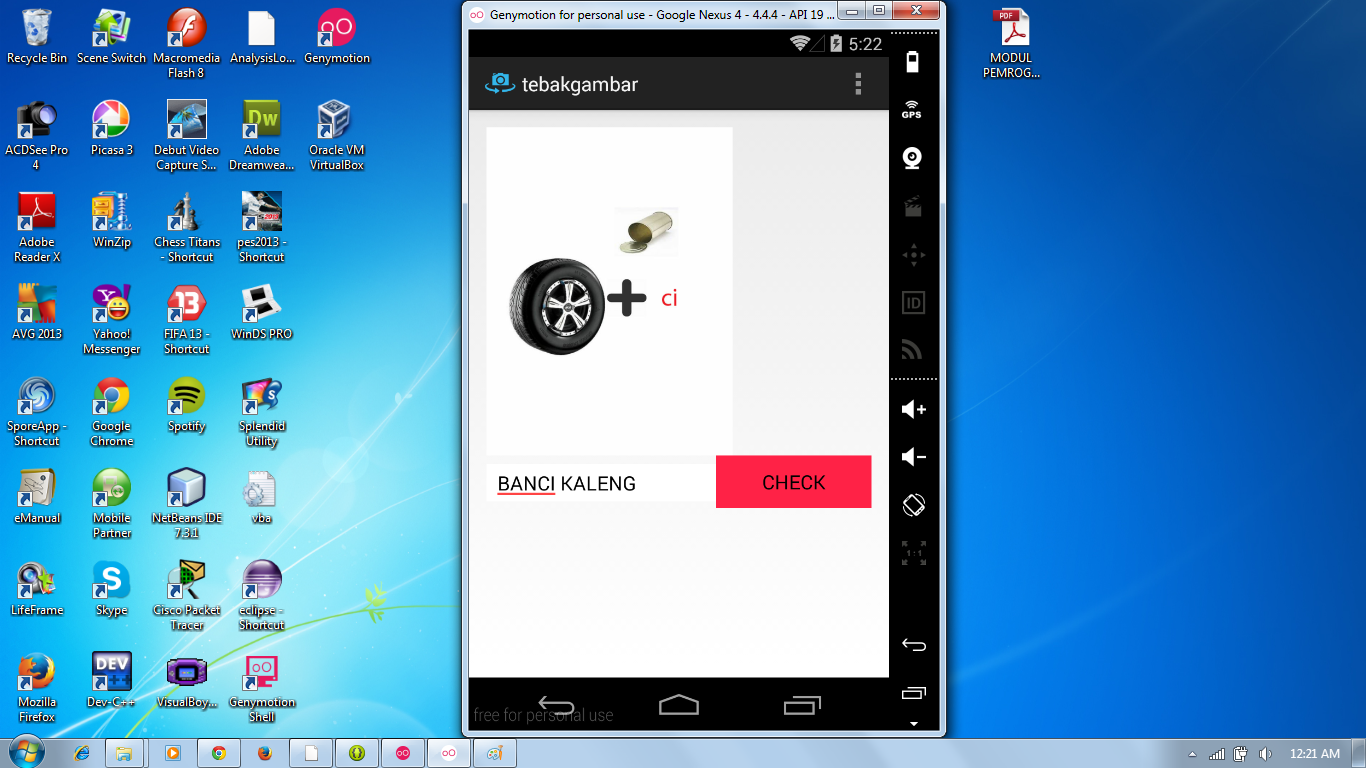 Recycle Bin
Scene Switch
Macromedia
Flash 8
AnalysisLo...
Genymotion
ACDSee Pro
4
Picasa 3
Debut Video
Capture S...
Adobe
Dreamwea...
Oracle VM
VirtualBox
Adobe
Reader X
WinZip
Chess Titans
- Shortcut
pes2013 -
Shortcut
AVG 2013
Yahoo!
Messenger
FIFA 13 -
Shortcut
WinDS PRO
SporeApp -
Shortcut
Google
Chrome
Spotify
Splendid
Utility
eManual
Mobile
Partner
NetBeans IDE
7.3.1
vba
LifeFrame
Skype
Cisco Packet
Tracer
eclipse -
Shortcut
Mozilla
Firefox
Dev-C++
VisualBoy...
Genymotion
Shell
Genymotion for personal use - Google Nexus 4 - 4.4.4 - API 19 ...
5:22
tebakgambar
+ ci
BANCI KALENG
CHECK
free for personal use
GPS
ID
1:1
PDF
MODUL
PEMROG...
12:21 AM